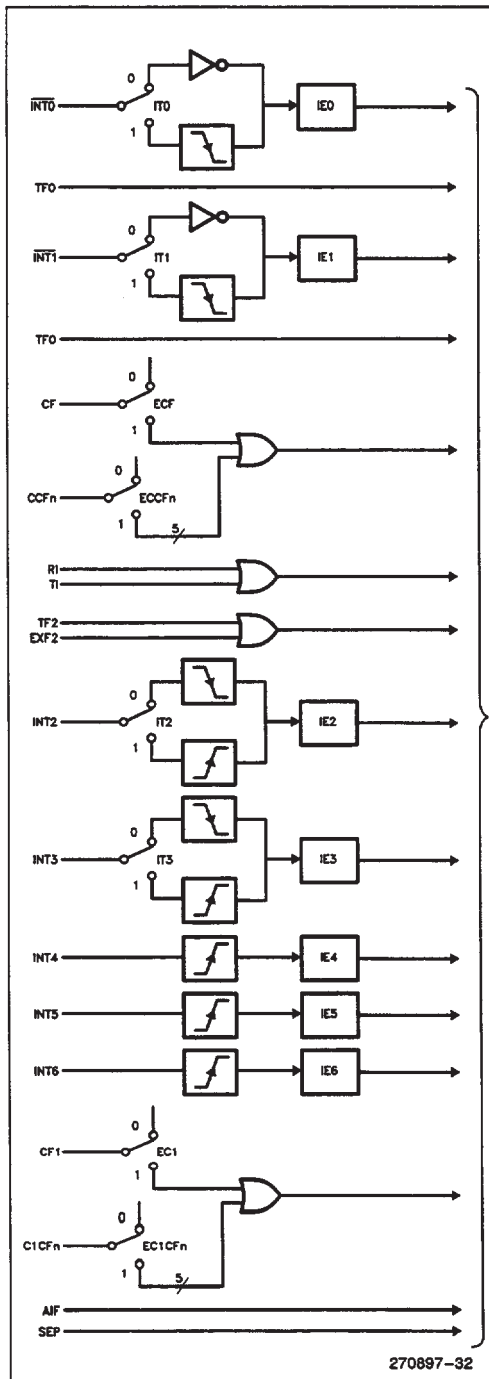 0
INT0 IT0 IE0
1
TF0
0
INT1 IT1 IE1
1
TF0
0
CF ECF
1
0
CCFn ECCFn
1 5
R1
TI
TF2
EXF2
0
INT2 IT2 IE2
1
0
INT3 IT3 IE3
1
INT4 IE4
INT5 IE5
INT6 IE6
0
CF1 EC1
1
0
C1CFn EC1CFn
1 5
AIF
SEP
270897-32